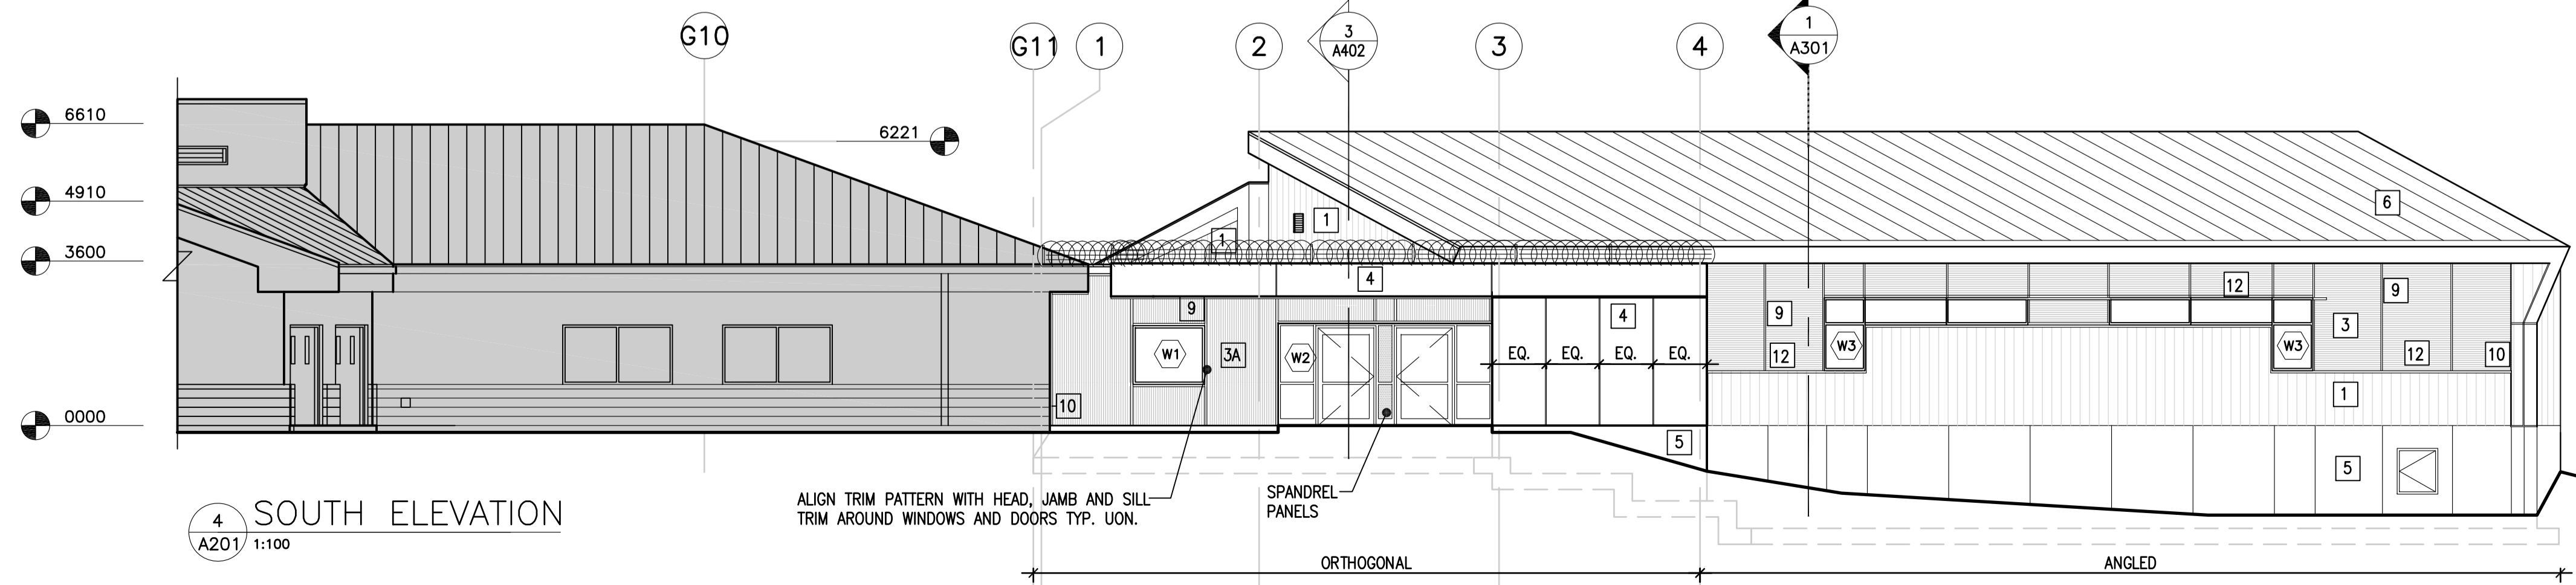 G10
G11
1
2
3
A402
3
4
1
A301
6610
6221
4910
3600
0000
1
1
6
4
9
W1
3A
10
W2
4
EQ.
EQ.
EQ.
EQ.
5
9
12
W3
12
9
3
W3
12
10
1
5
ALIGN TRIM PATTERN WITH HEAD, JAMB AND SILL
TRIM AROUND WINDOWS AND DOORS TYP. UON.
SPANDREL
PANELS
4
A201
SOUTH ELEVATION
1:100
ORTHOGONAL
ANGLED